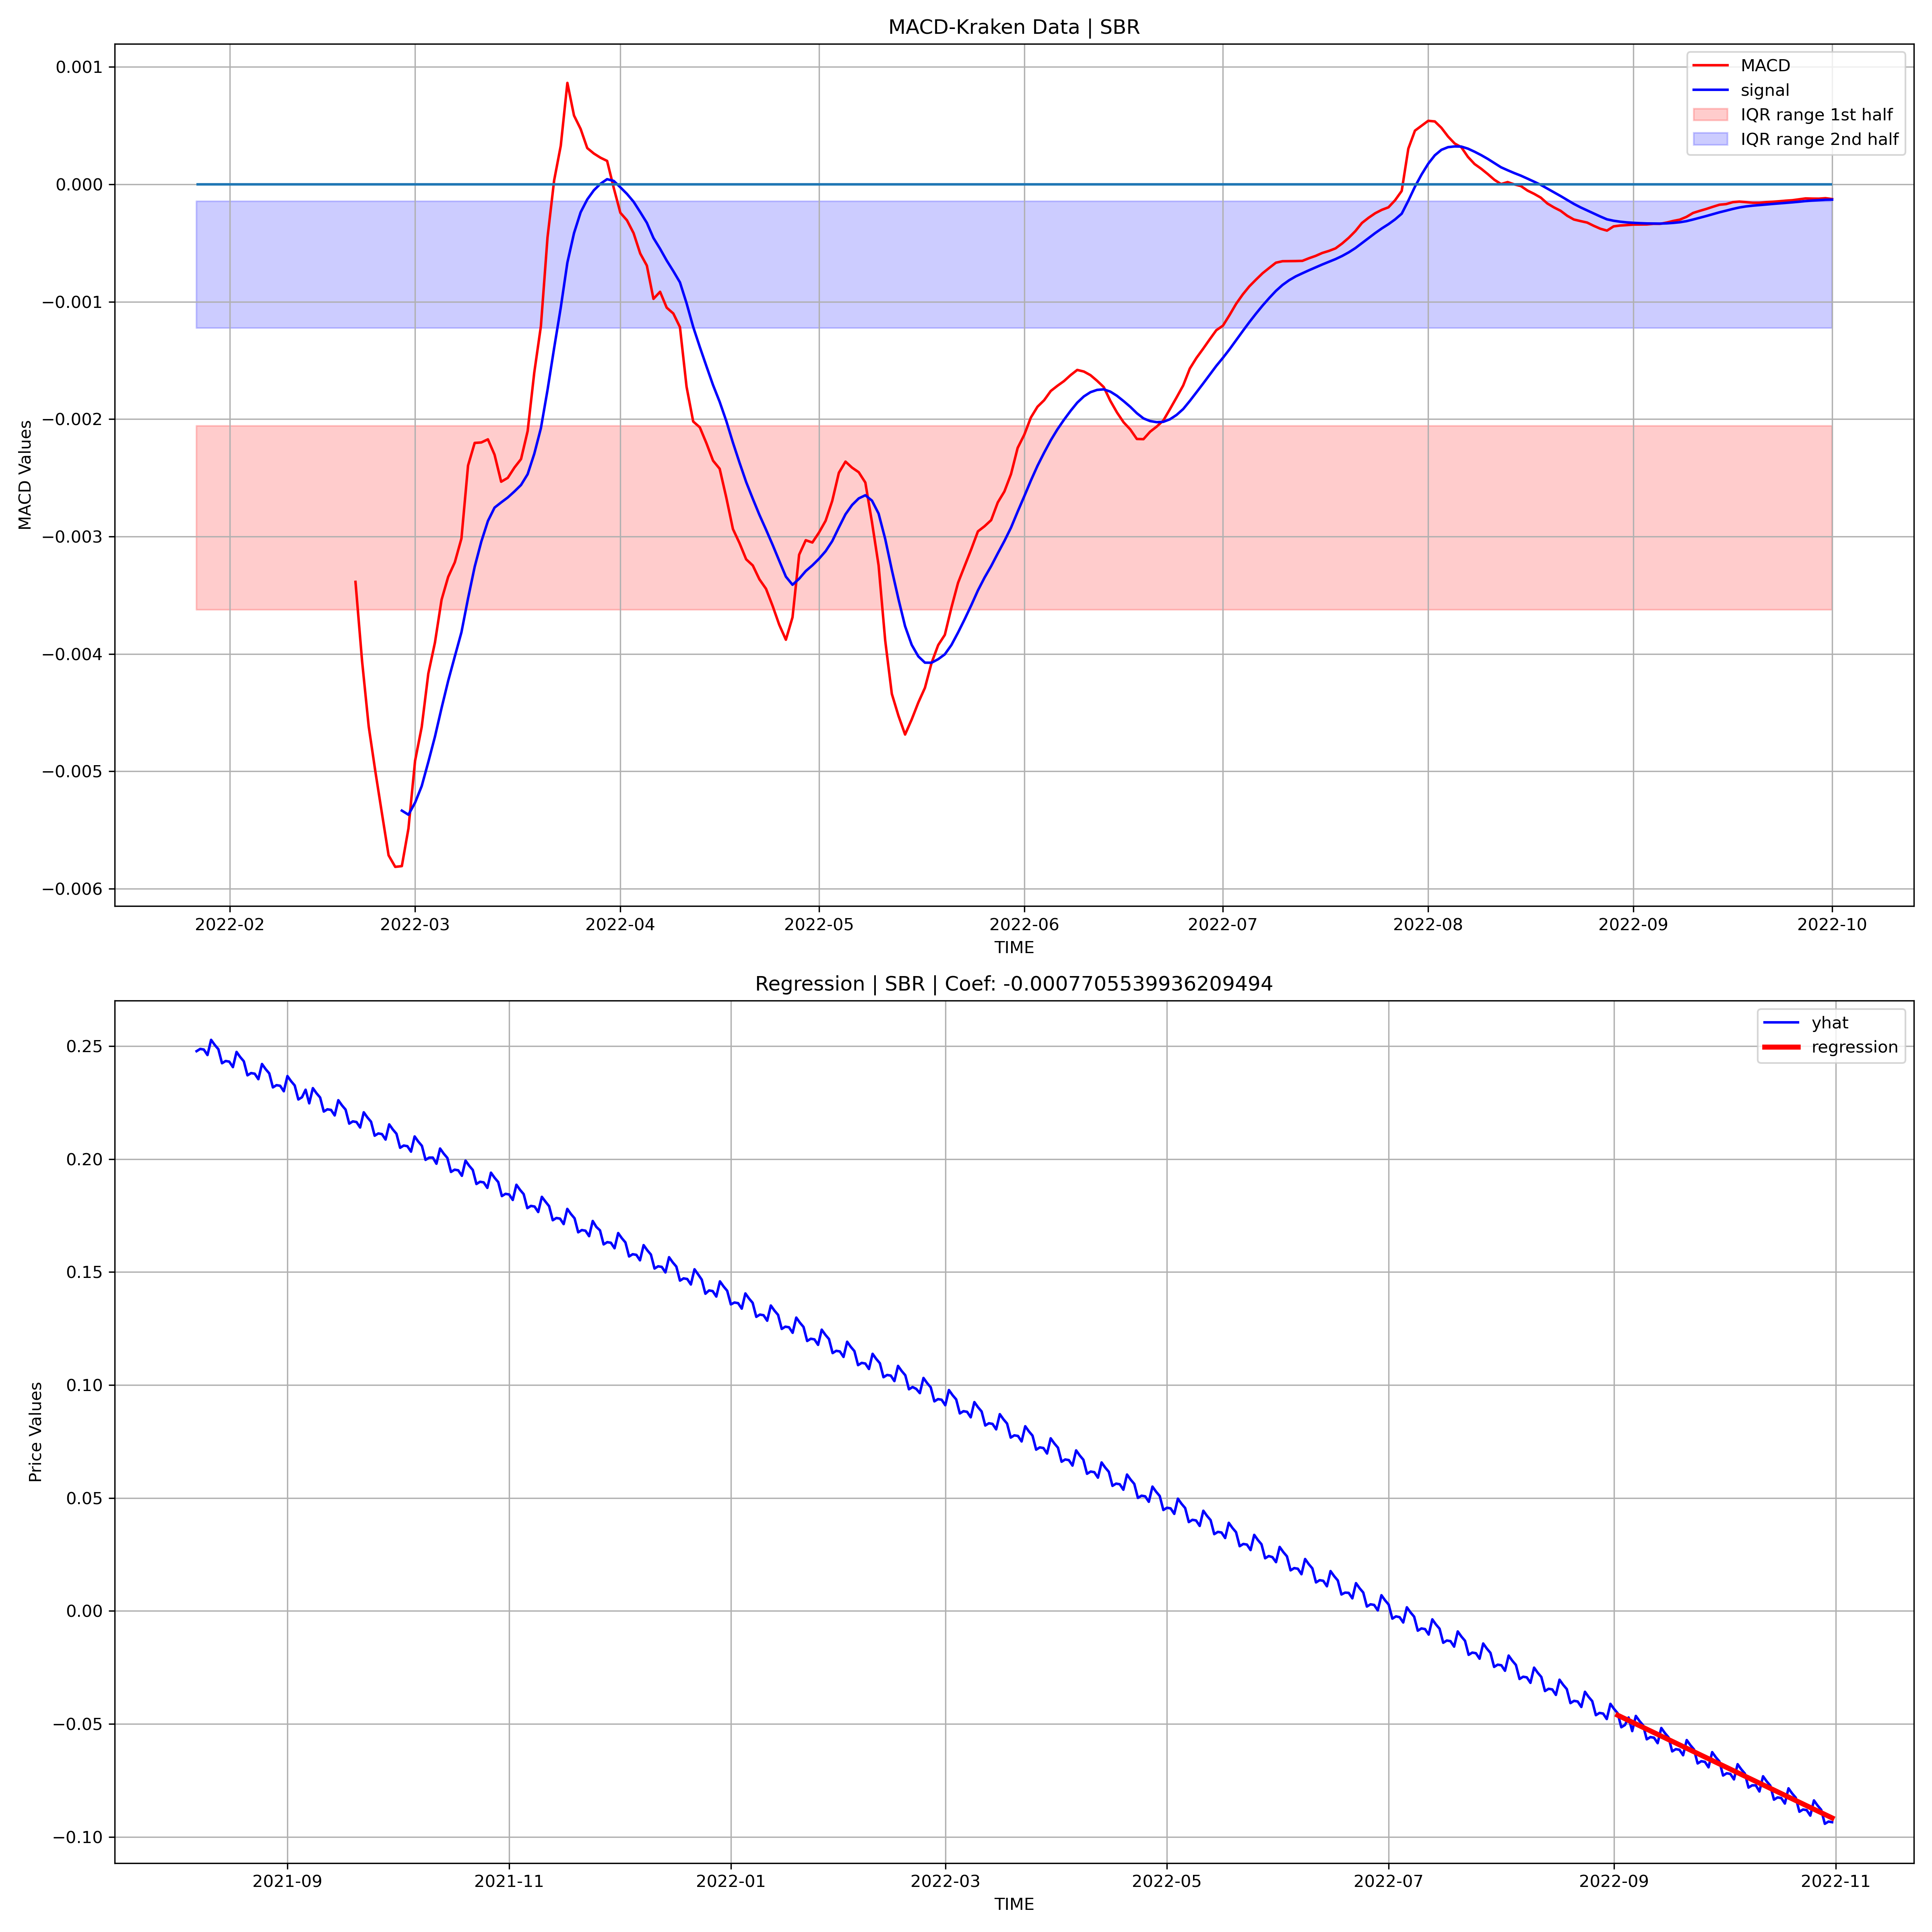 MACD-Kraken Data | SBR
MACD
signal
IQR range 1st half
IQR range 2nd half
0.001
0.000
−0.001
−0.002
−0.003
−0.004
−0.005
−0.006
MACD Values
2022-02 2022-03 2022-04 2022-05 2022-06 2022-07 2022-08 2022-09 2022-10
TIME
Regression | SBR | Coef: -0.0007705539936209494
yhat
regression
0.25
0.20
0.15
0.10
0.05
0.00
−0.05
−0.10
Price Values
2021-09 2021-11 2022-01 2022-03 2022-05 2022-07 2022-09 2022-11
TIME